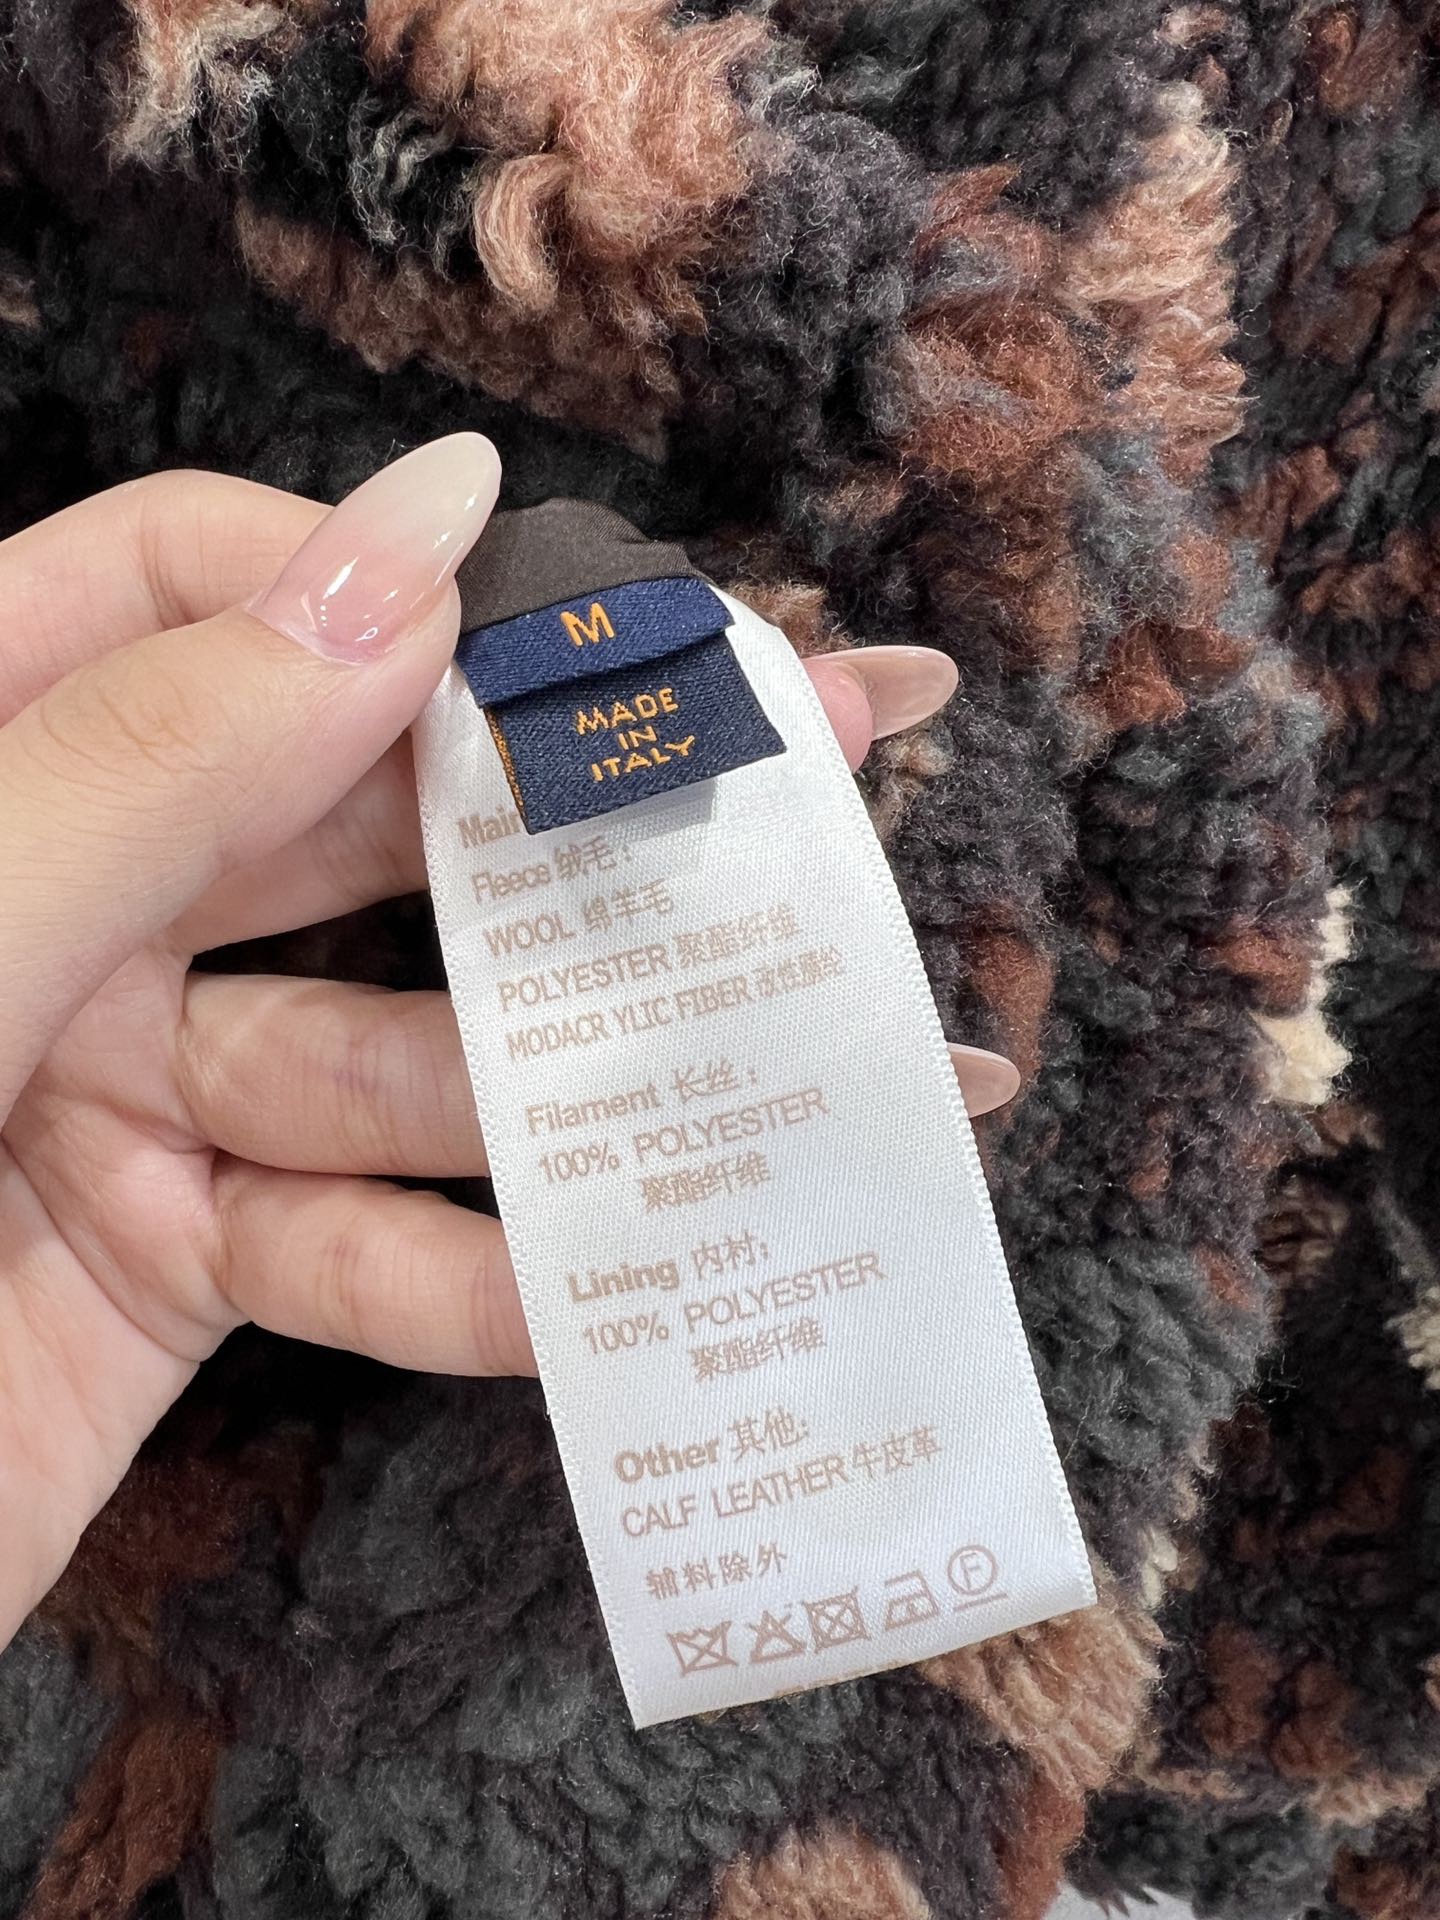 M
MADE
IN
ITALY
Fleece 绒毛:
WOOL 绵羊毛
POLYESTER 聚酯纤维
MODACR YLIC FIBER 改性腈纶
Filament 长丝:
100% POLYESTER
聚酯纤维
Lining 内衬:
100% POLYESTER
聚酯纤维
Other 其他:
CALF LEATHER 牛皮革
辅料除外
F